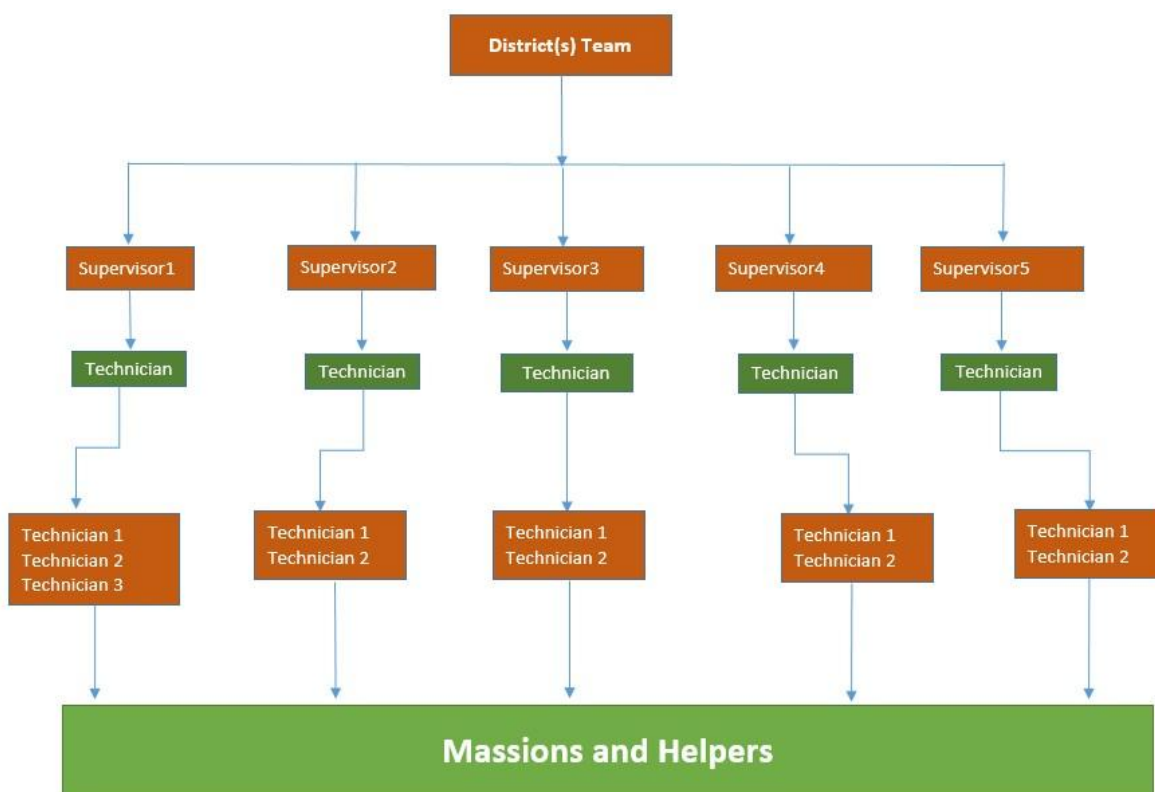 District(s) Team
Supervisor1
Supervisor2
Supervisor3
Supervisor4
Supervisor5
Technician
Technician
Technician
Technician
Technician
Technician 1
Technician 2
Technician 3
Technician 1
Technician 2
Technician 1
Technician 2
Technician 1
Technician 2
Technician 1
Technician 2
Massions and Helpers